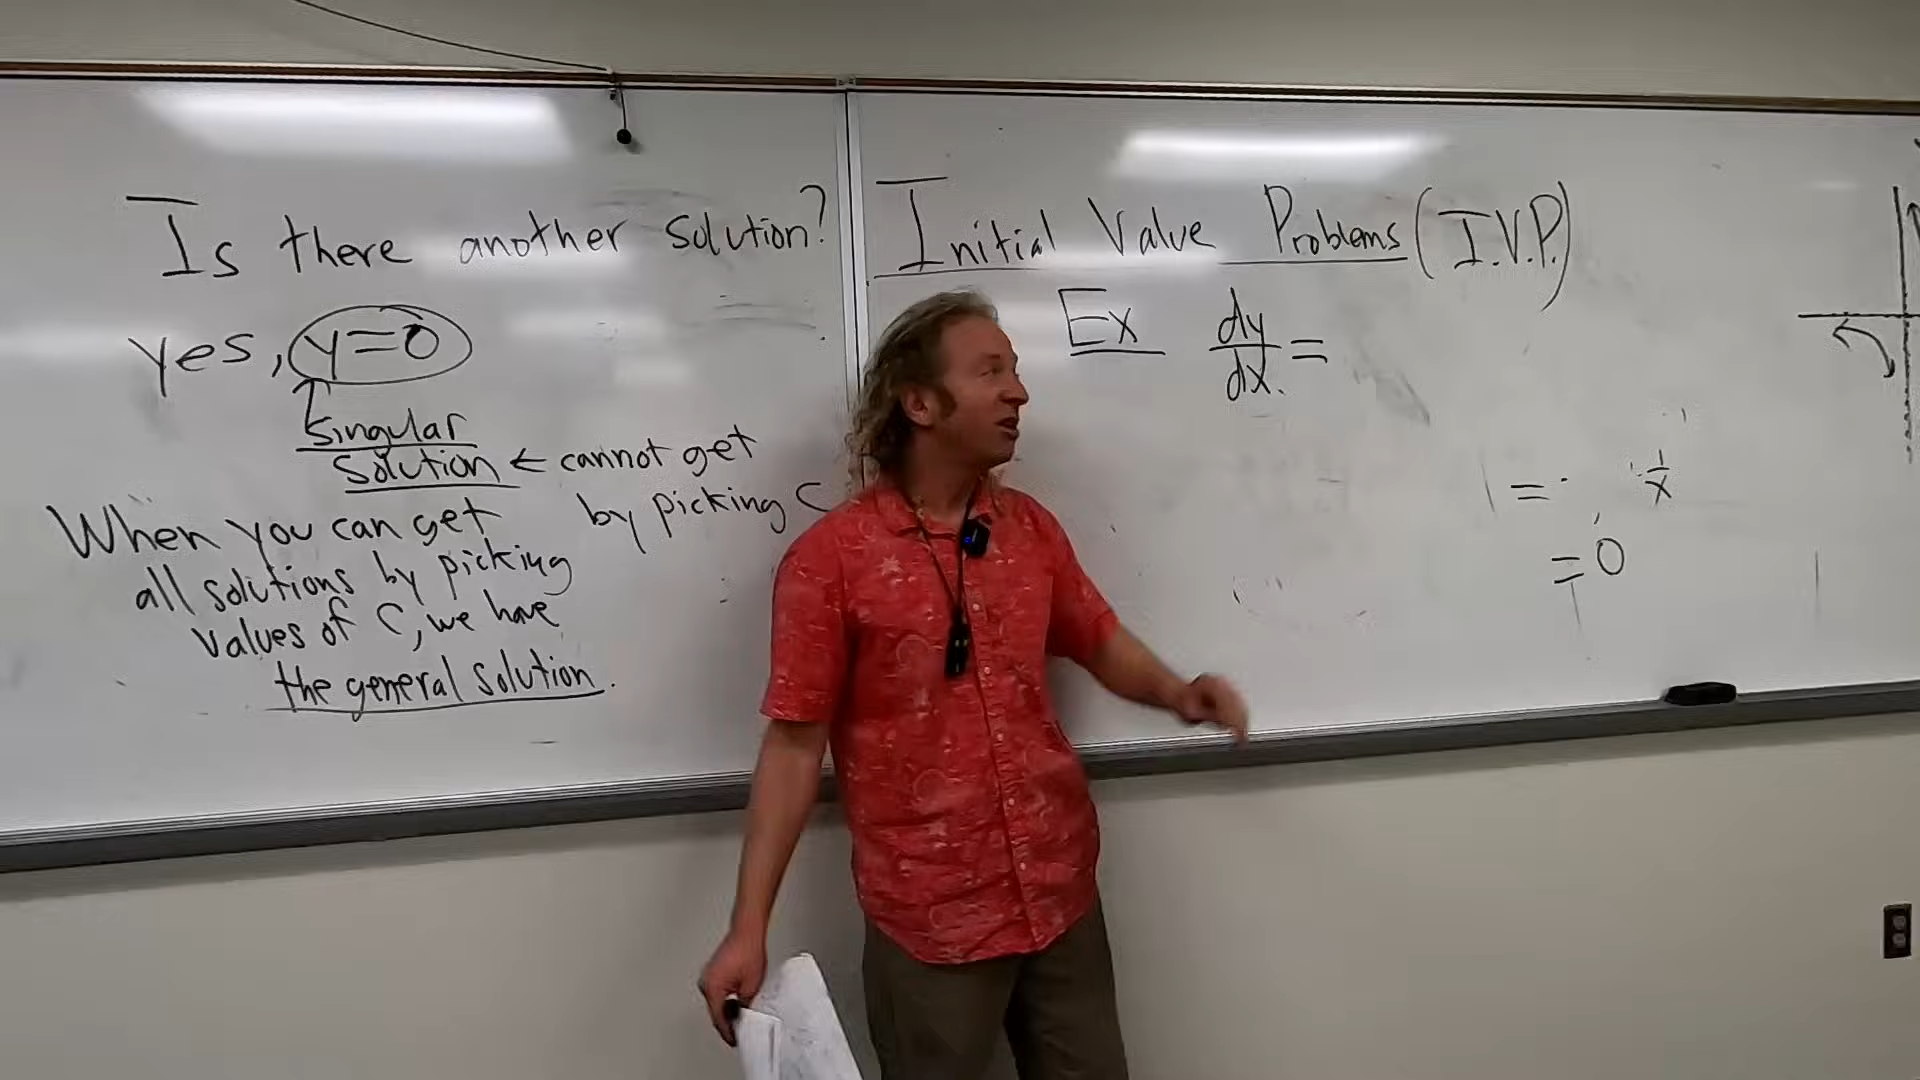 Is there another solution?
yes, y=0
Singular
Solution ← cannot get
by picking C
When you can get
all solutions by picking
values of C, we have
the general solution.
Initial Value Problems (I.V.P.)
Ex dy/dx =
= 1/x
= 0